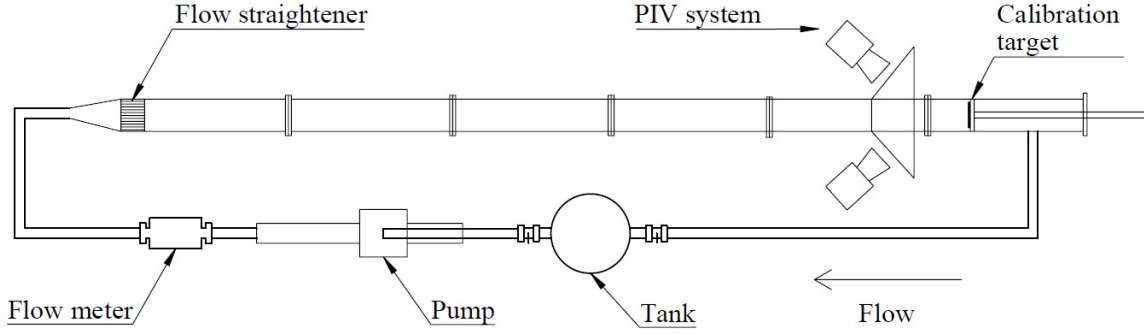 Flow straightener
PIV system
Calibration
target
Flow meter
Pump
Tank
Flow